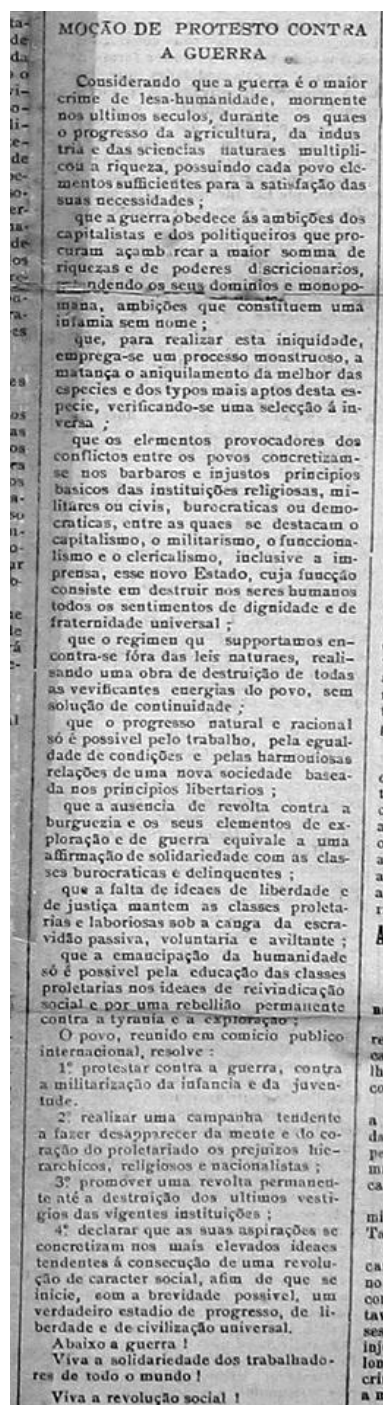 MOÇÃO DE PROTESTO CONTRA
A GUERRA
Considerando que a guerra é o maior
crime de lesa-humanidade, mormente
nos ultimos seculos, durante os quaes
o progresso da agricultura, da indus
tria e das sciencias naturaes multipli-
cou a riqueza, possuindo cada povo ele-
mentos sufficientes para a satisfação das
suas necessidades ;
que a guerra obedece ás ambições dos
capitalistas e dos politiqueiros que pro-
curam açamb rcar a maior somma de
riquezas e de poderes d scricionarios,
estendendo os seus dominios e monopo-
mana, ambições que constituem uma
infamia sem nome ;
que, para realizar esta iniquidade,
emprega-se um processo monstruoso, a
matança o aniquilamento da melhor das
especies e dos typos mais aptos desta es-
pecie, verificando-se uma selecção á in-
versa ;
que os elementos provocadores dos
conflictos entre os povos concretizam-
se nos barbaros e injustos principios
basicos das instituições religiosas, mi-
litares ou civis, burocraticas ou demo-
craticas, entre as quaes se destacam o
capitalismo, o militarismo, o funcciona-
lismo e o clericalismo, inclusive a im-
prensa, esse novo Estado, cuja funcção
consiste em destruir nos seres humanos
todos os sentimentos de dignidade e de
fraternidade universal ;
que o regimen qu supportamos en-
contra-se fóra das leis naturaes, reali-
sando uma obra de destruição de todas
as vevificantes energias do povo, sem
solução de continuidade ;
que o progresso natural e racional
só é possivel pelo trabalho, pela egual-
dade de condições e pelas harmoniosas
relações de uma nova sociedade basea-
da nos principios libertarios ;
que a ausencia de revolta contra a
burguezia e os seus elementos de ex-
ploração e de guerra equivale a uma
affirmação de solidariedade com as clas-
ses burocraticas e delinquentes ;
que a falta de ideaes de liberdade e
de justiça mantem as classes proleta-
rias e laboriosas sob a canga da escra-
vidão passiva, voluntaria e aviltante ;
que a emancipação da humanidade
só é possivel pela educação das classes
proletarias nos ideaes de reivindicação
social e por uma rebellião permanente
contra a tyrania e a exploração ;
O povo, reunido em comicio publico
internacional, resolve :
1º protestar contra a guerra, contra
a militarização da infancia e da juven-
tude.
2º realizar uma campanha tendente
a fazer desapparecer da mente e do co-
ração do proletariado os prejuizos hie-
rarchicos, religiosos e nacionalistas ;
3º promover uma revolta permanen-
te até a destruição dos ultimos vesti-
gios das vigentes instituições ;
4º declarar que as suas aspirações se
concretizam nos mais elevados ideaes
tendentes á consecução de uma revolu-
ção de caracter social, afim de que se
inicie, com a brevidade possivel, um
verdadeiro estadio de progresso, de li-
berdade e de civilização universal.
Abaixo a guerra !
Viva a solidariedade dos trabalhado-
res de todo o mundo !
Viva a revolução social !